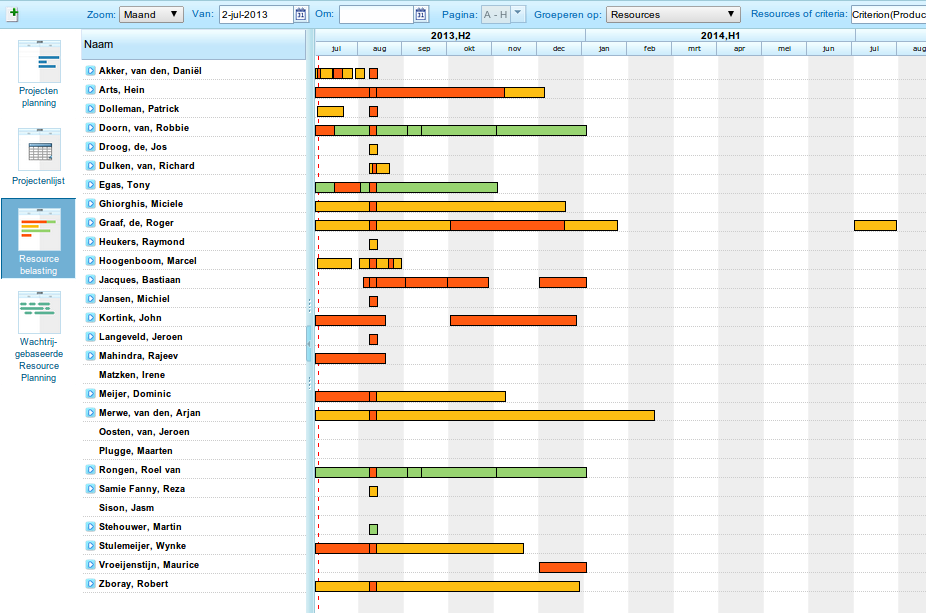 Zoom: Maand Van: 2-jul-2013 Om: Pagina: A - H Groeperen op: Resources Resources of criteria: Criterion(Produc
Projecten
planning
Projectenlijst
Resource
belasting
Wachtrij-
gebaseerde
Resource
Planning
Naam
2013,H2 2014,H1
jul aug sep okt nov dec jan feb mrt apr mei jun jul aug
Akker, van den, Daniël
Arts, Hein
Dolleman, Patrick
Doorn, van, Robbie
Droog, de, Jos
Dulken, van, Richard
Egas, Tony
Ghiorghis, Miciele
Graaf, de, Roger
Heukers, Raymond
Hoogenboom, Marcel
Jacques, Bastiaan
Jansen, Michiel
Kortink, John
Langeveld, Jeroen
Mahindra, Rajeev
Matzken, Irene
Meijer, Dominic
Merwe, van den, Arjan
Oosten, van, Jeroen
Plugge, Maarten
Rongen, Roel van
Samie Fanny, Reza
Sison, Jasm
Stehouwer, Martin
Stulemeijer, Wynke
Vroeijenstijn, Maurice
Zboray, Robert